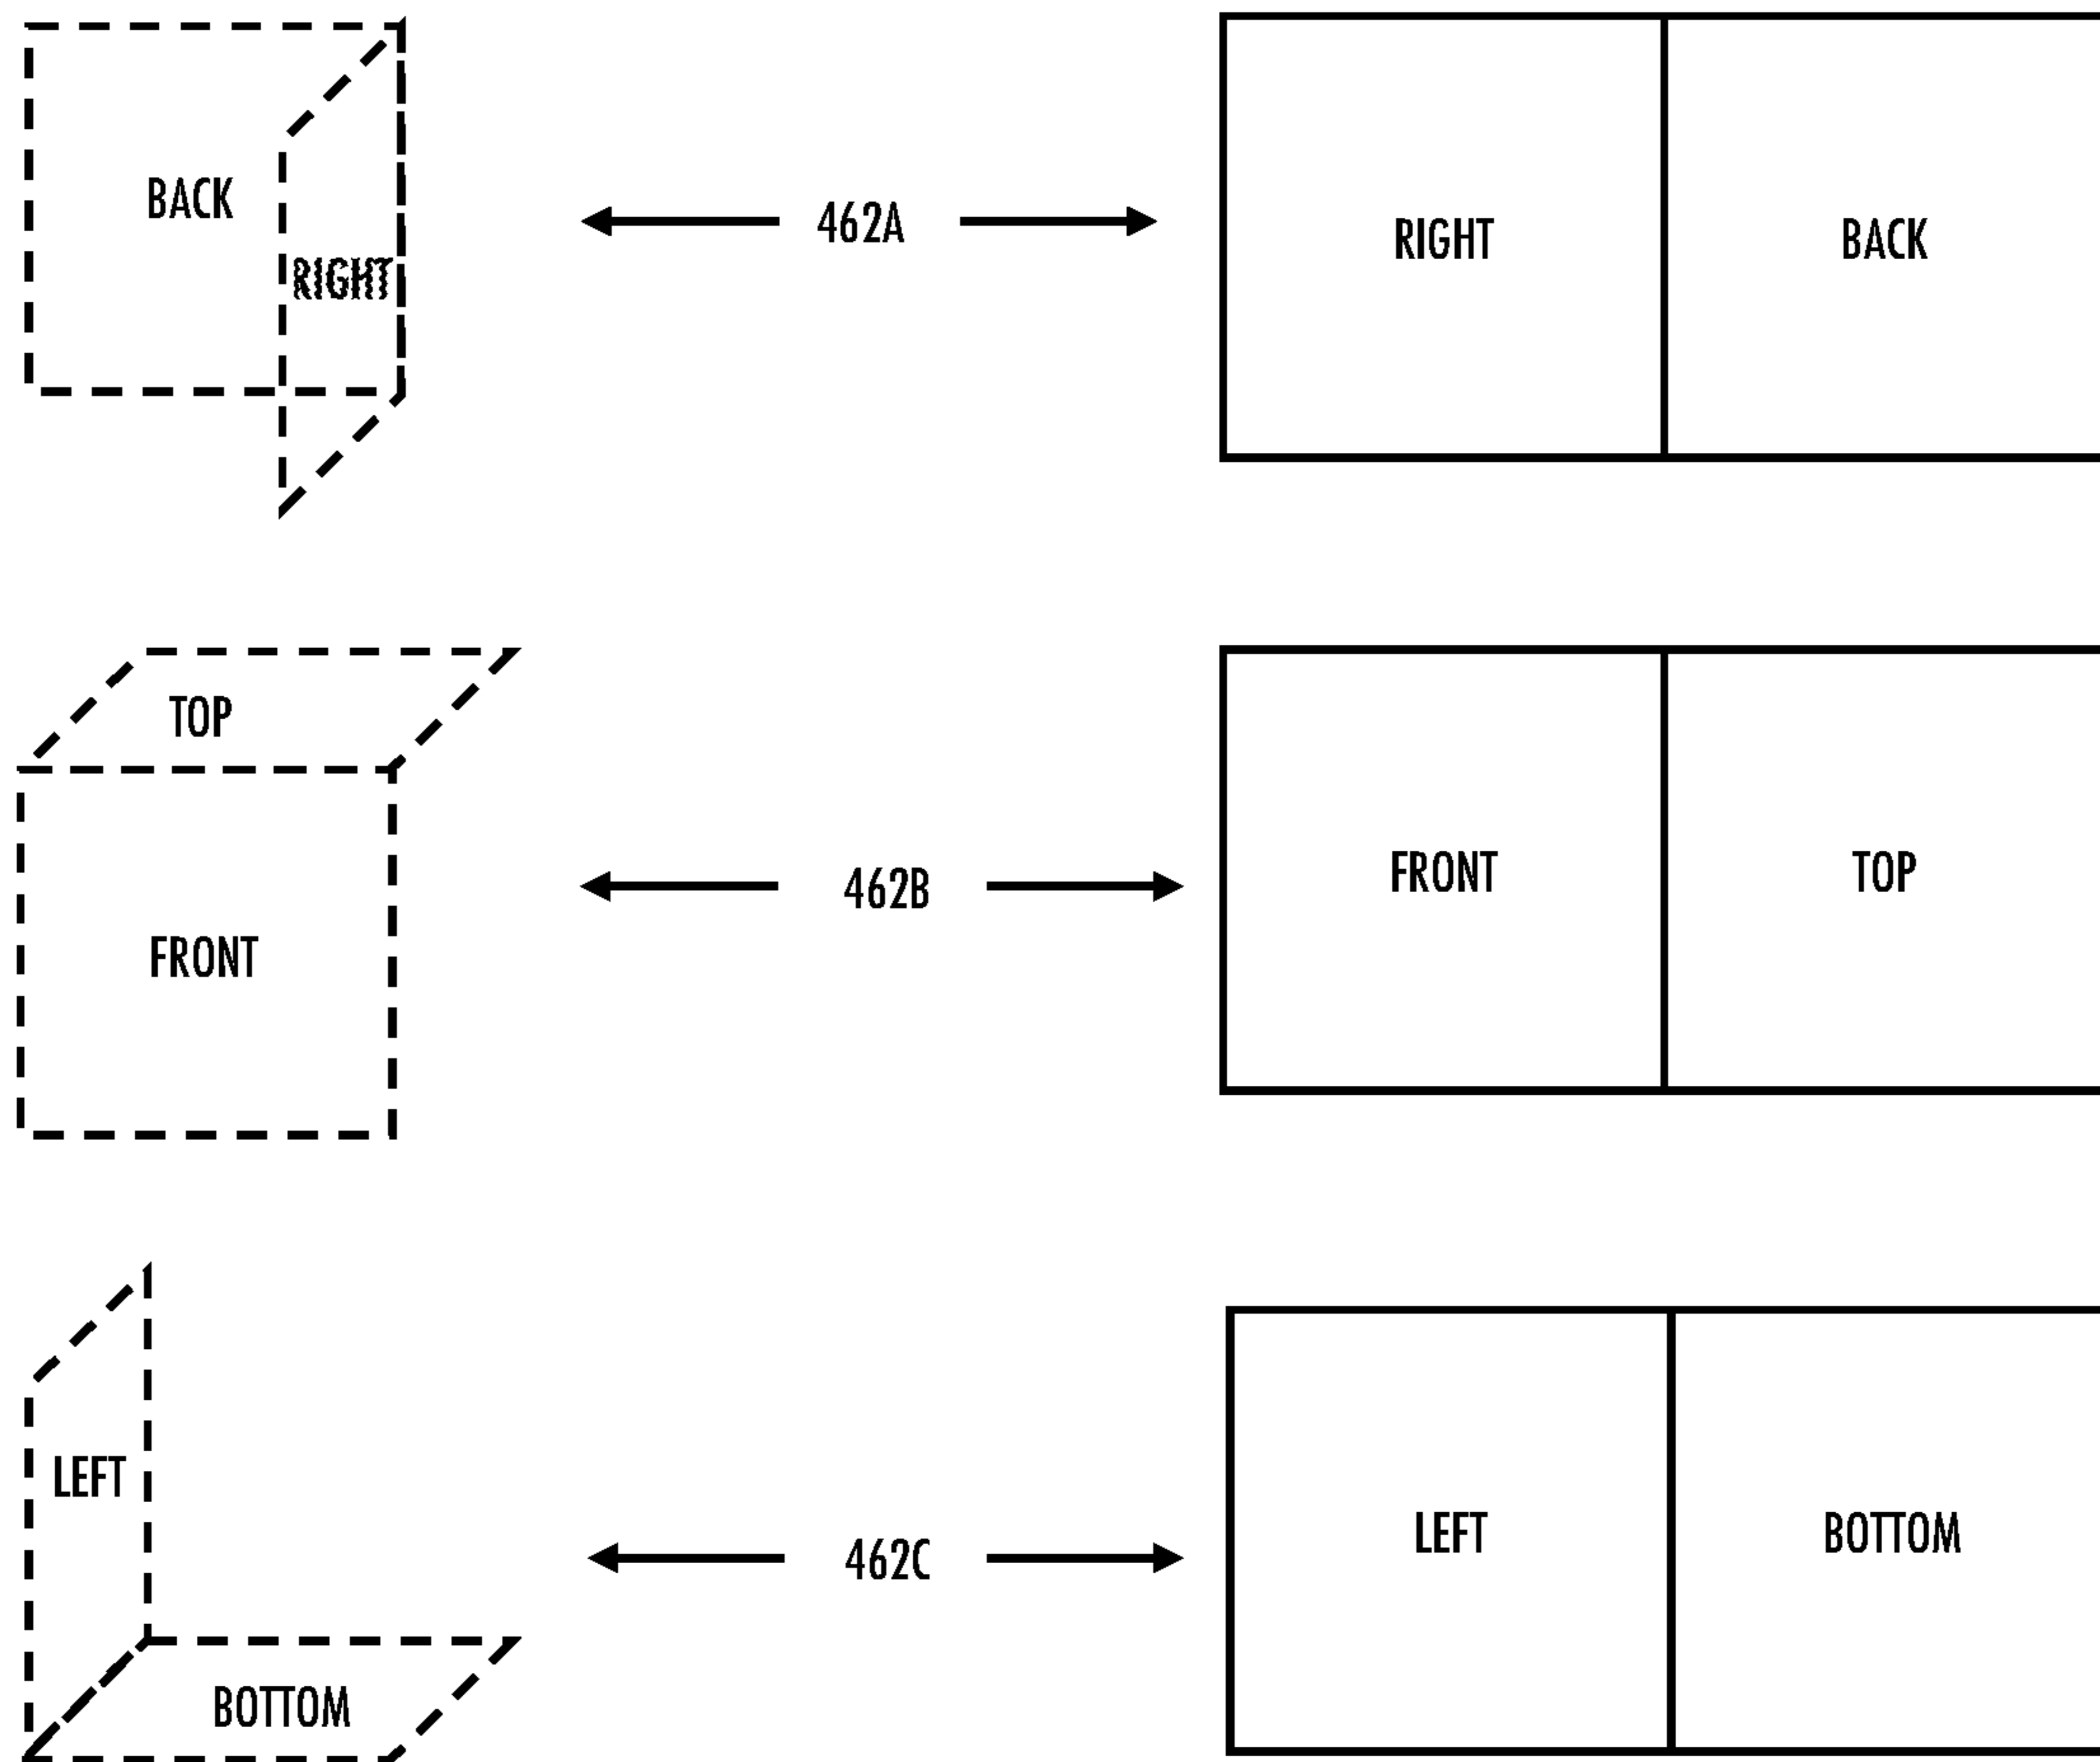 BACK
RIGHT
462A
RIGHT
BACK
TOP
FRONT
462B
FRONT
TOP
LEFT
BOTTOM
462C
LEFT
BOTTOM